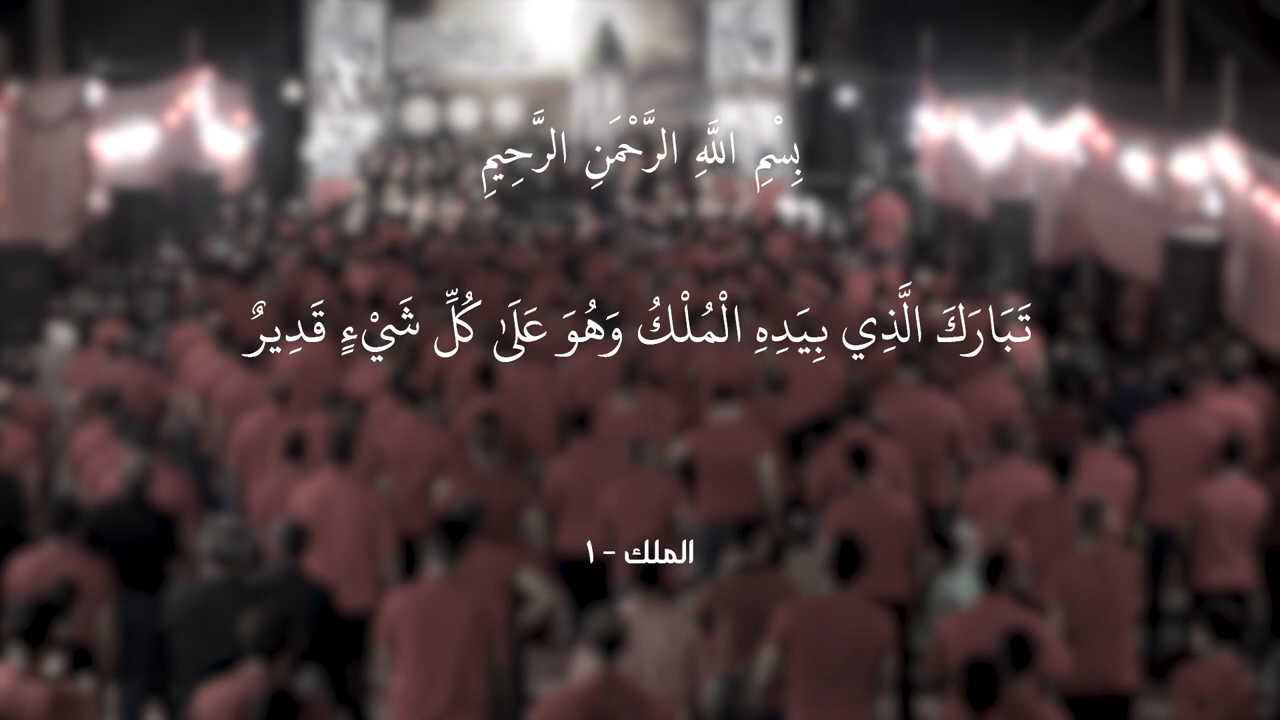 بِسْمِ اللَّهِ الرَّحْمَنِ الرَّحِيمِ
تَبَارَكَ الَّذِي بِيَدِهِ الْمُلْكُ وَهُوَ عَلَىٰ كُلِّ شَيْءٍ قَدِيرٌ
الملك - ١